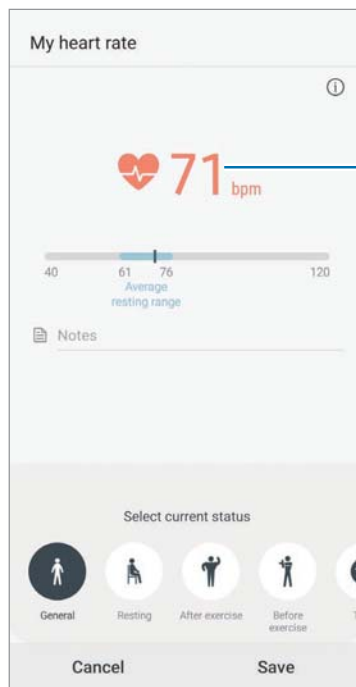 My heart rate
71 bpm
40 61 76 120
Average
resting range
Notes
Select current status
General Resting After exercise Before
exercise
Cancel Save